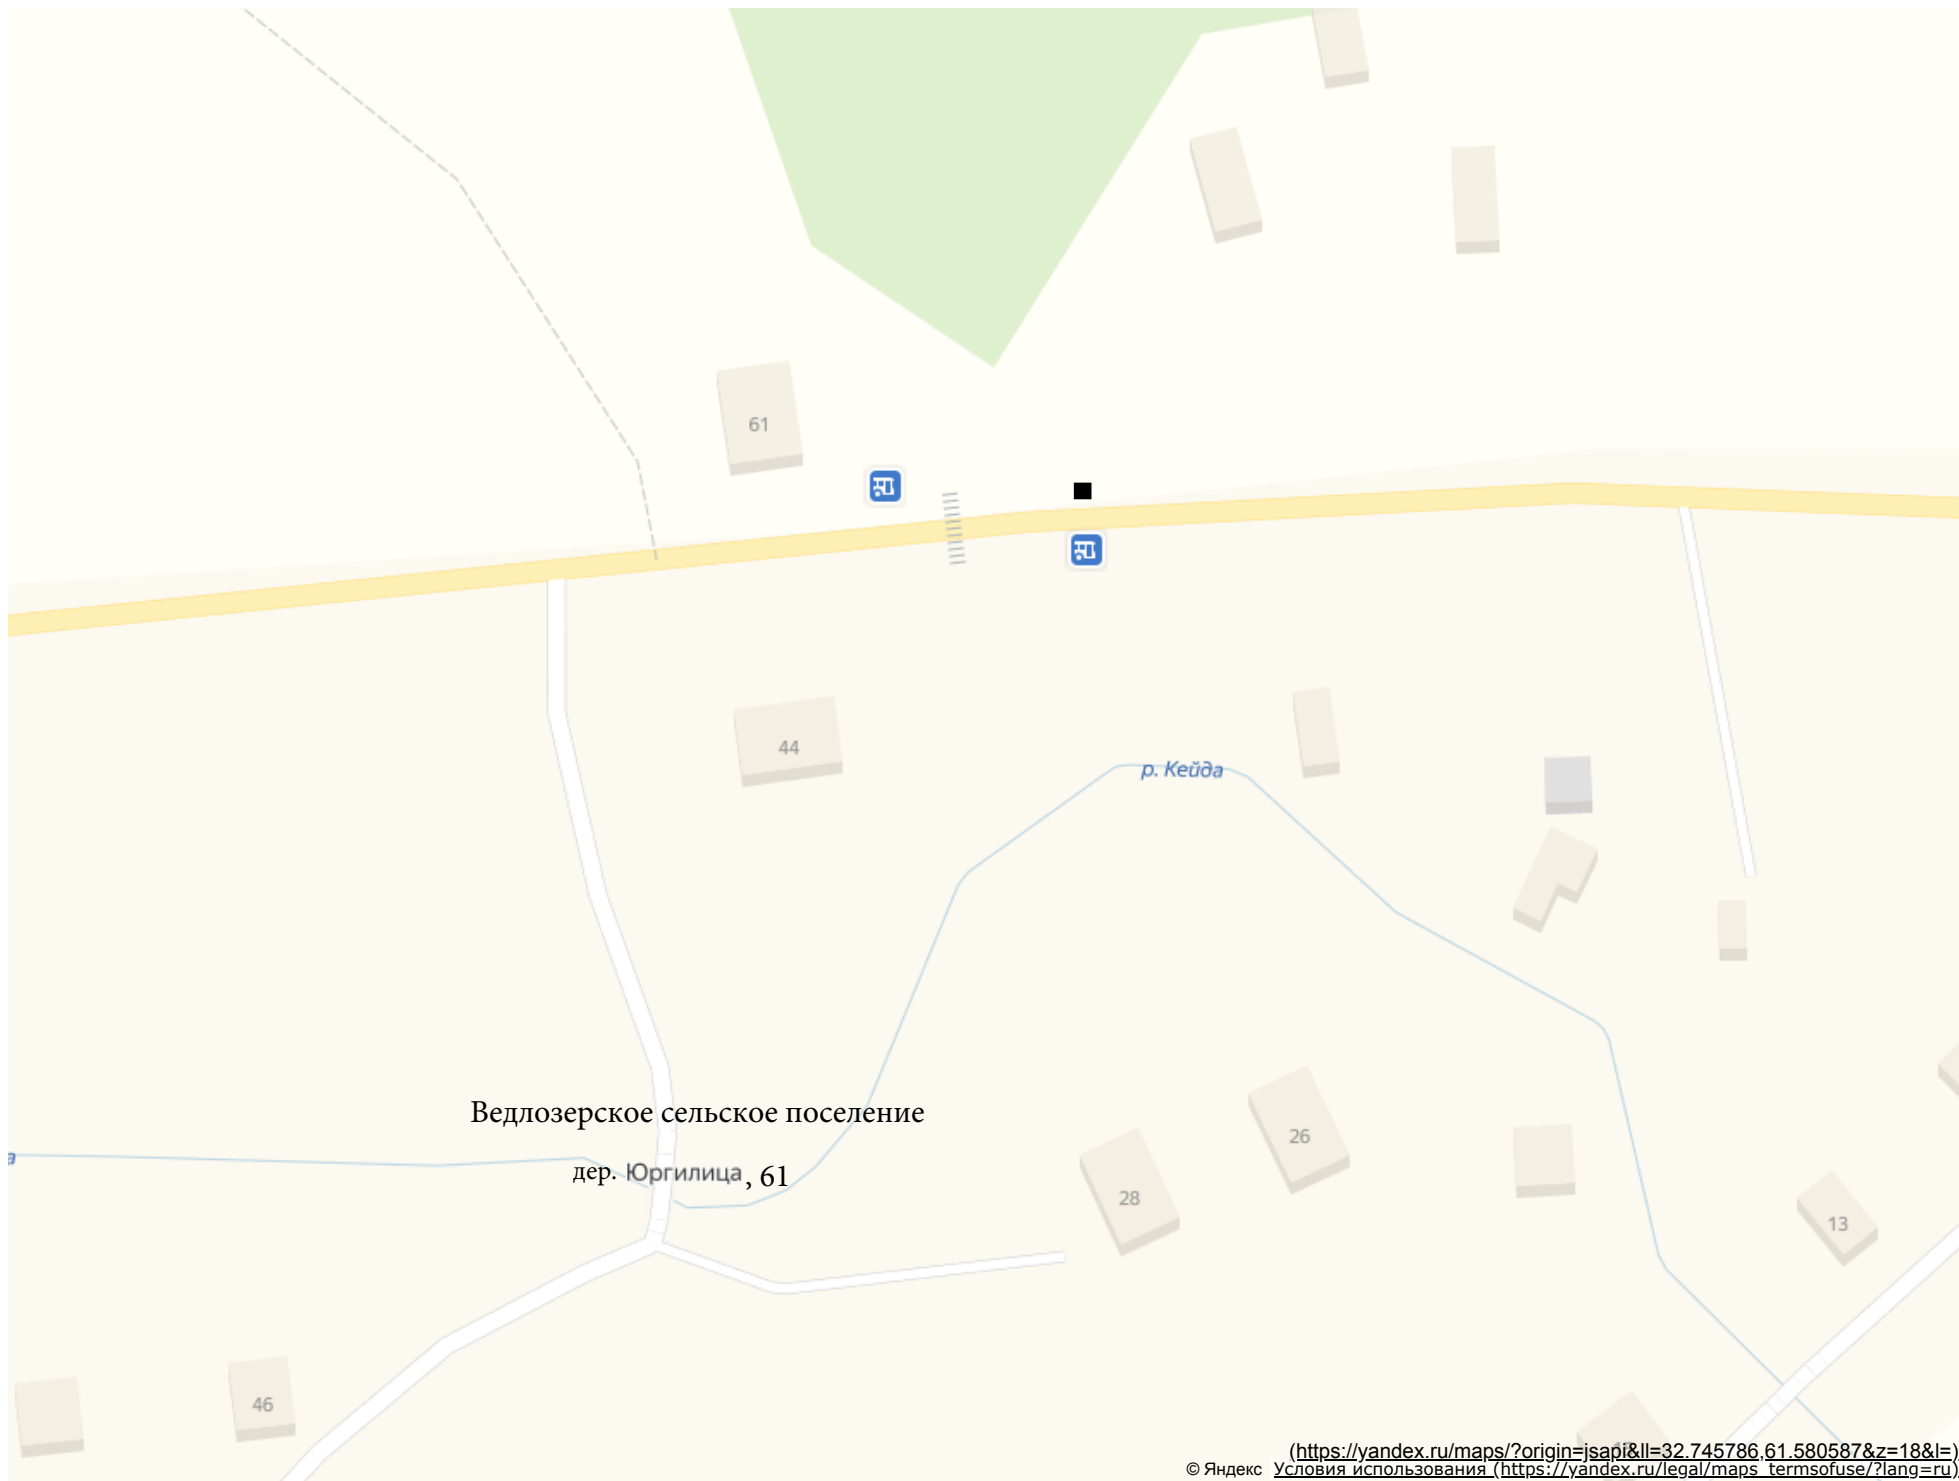 61
44
р. Кейда
Ведлозерское сельское поселение
дер. Юргилица, 61
а
26
28
13
46
(https://yandex.ru/maps/?origin=jsapi&ll=32.745786,61.580587&z=18&l=)
© Яндекс Условия использования (https://yandex.ru/legal/maps_termsofuse/?lang=ru)